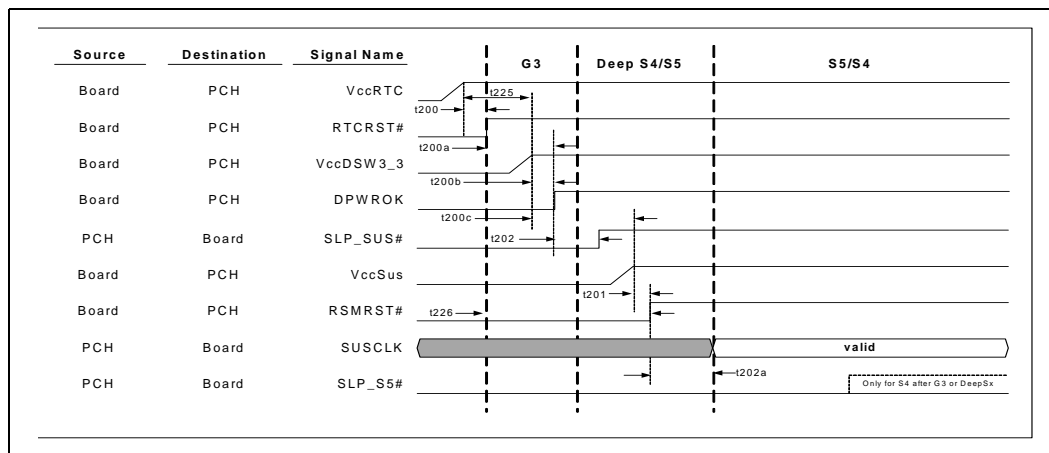 Source Destination Signal Name
G3 Deep S4/S5 S5/S4
Board PCH VccRTC
t225
t200
Board PCH RTCRST#
t200a
Board PCH VccDSW3_3
t200b
Board PCH DPWROK
t200c
PCH Board SLP_SUS#
t202
Board PCH VccSus
t201
Board PCH RSMRST#
t226
PCH Board SUSCLK
valid
t202a
PCH Board SLP_S5#
Only for S4 after G3 or DeepSx